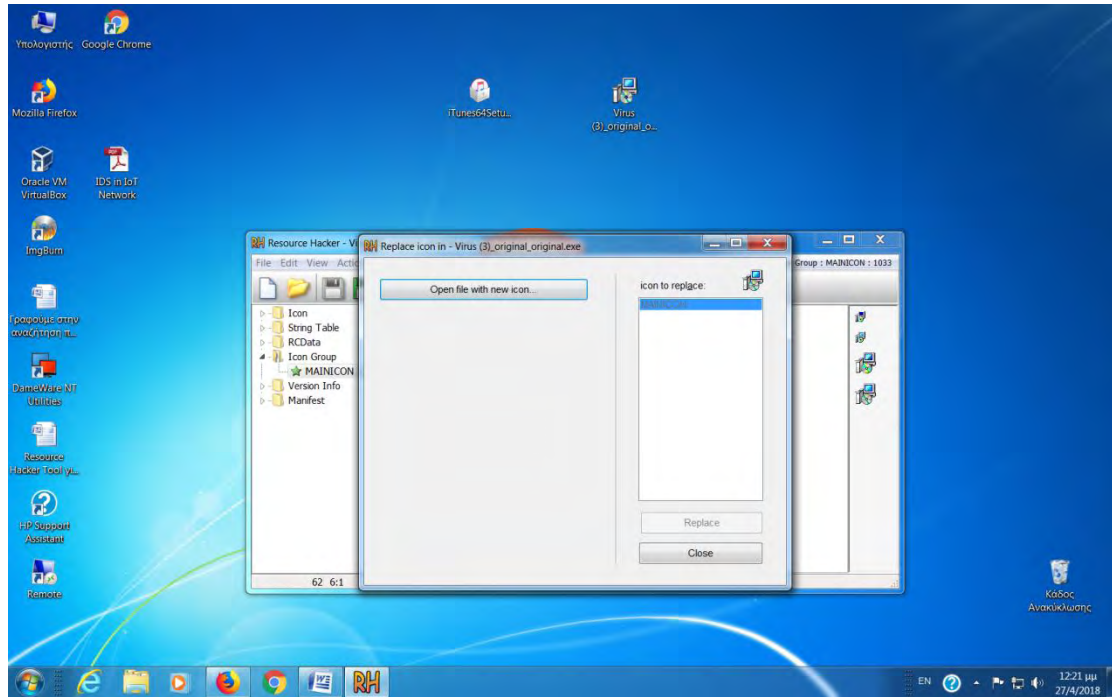 Υπολογιστής
Google Chrome
Mozilla Firefox
iTunes64Setu...
Virus
(3)_original_o...
Oracle VM
VirtualBox
IDS in IoT
Network
ImgBurn
Γραφουμε στην
αναζήτηση π...
DameWare NT
Utilities
Resource
Hacker Tool γι...
HP Support
Assistant
Remote
RH Resource Hacker - Vi
File Edit View Actio
Group : MAINICON : 1033
Icon
String Table
RCData
Icon Group
MAINICON
Version Info
Manifest
62 6:1
RH Replace icon in - Virus (3)_original_original.exe
Open file with new icon...
icon to replace:
Replace
Close
Κάδος
Ανακύκλωσης
RH
EN
12:21 μμ
27/4/2018